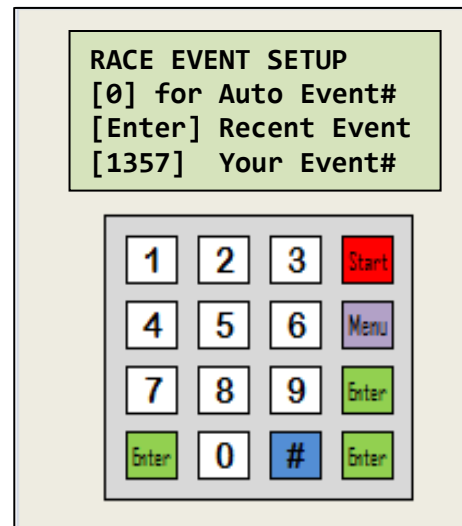 RACE EVENT SETUP
[0] for Auto Event#
[Enter] Recent Event
[1357] Your Event#
1 2 3 Start
4 5 6 Menu
7 8 9 Enter
Enter 0 # Enter